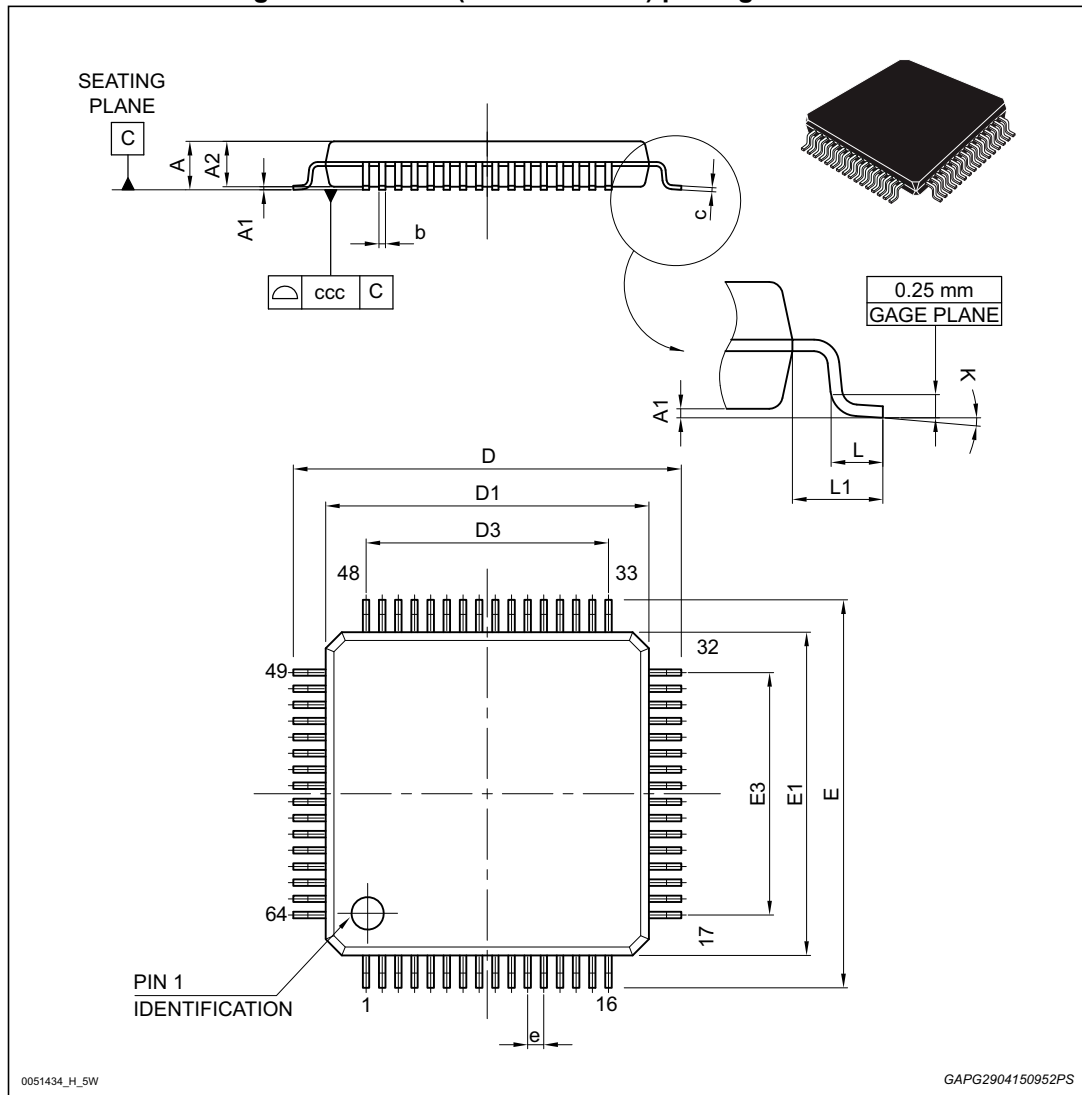 SEATING
PLANE
C
A
A2
A1
b
c
ccc C
0.25 mm
GAGE PLANE
K
A1
L
L1
D
D1
D3
48
33
32
49
E3
E1
E
64
17
PIN 1
IDENTIFICATION
1
16
e
0051434_H_5W
GAPG2904150952PS